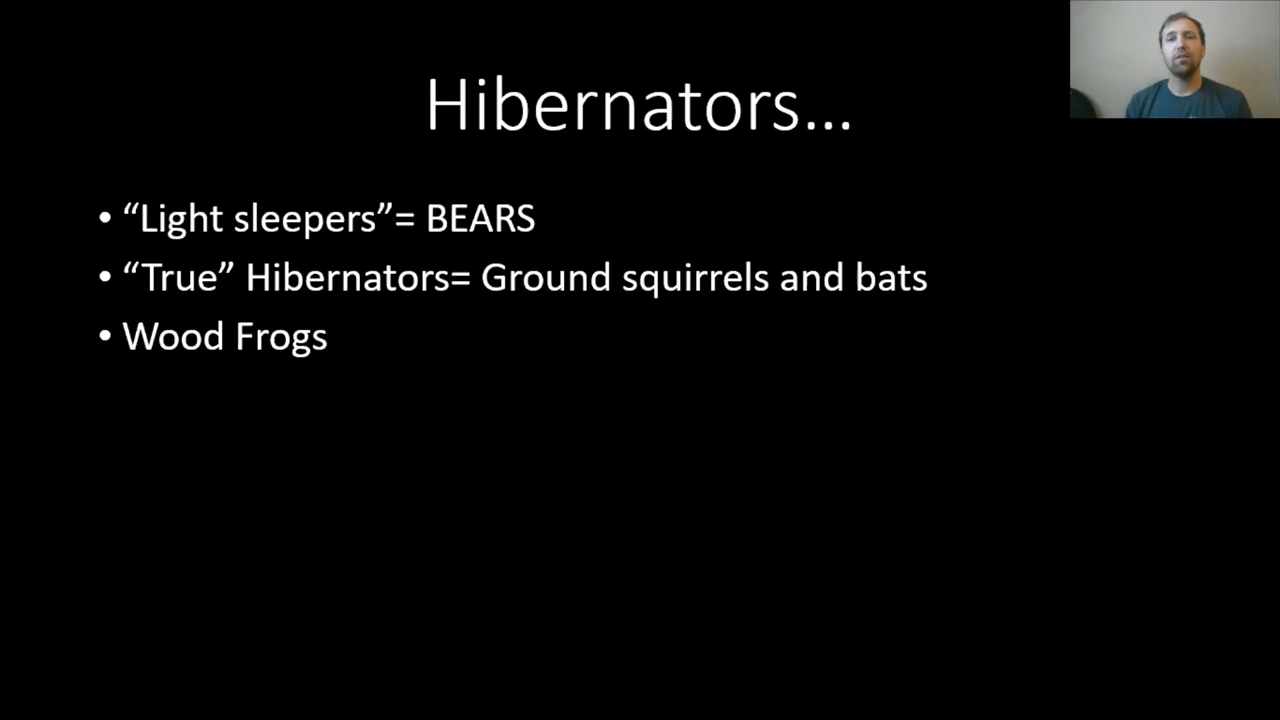 Hibernators...
• “Light sleepers”= BEARS
• “True” Hibernators= Ground squirrels and bats
• Wood Frogs